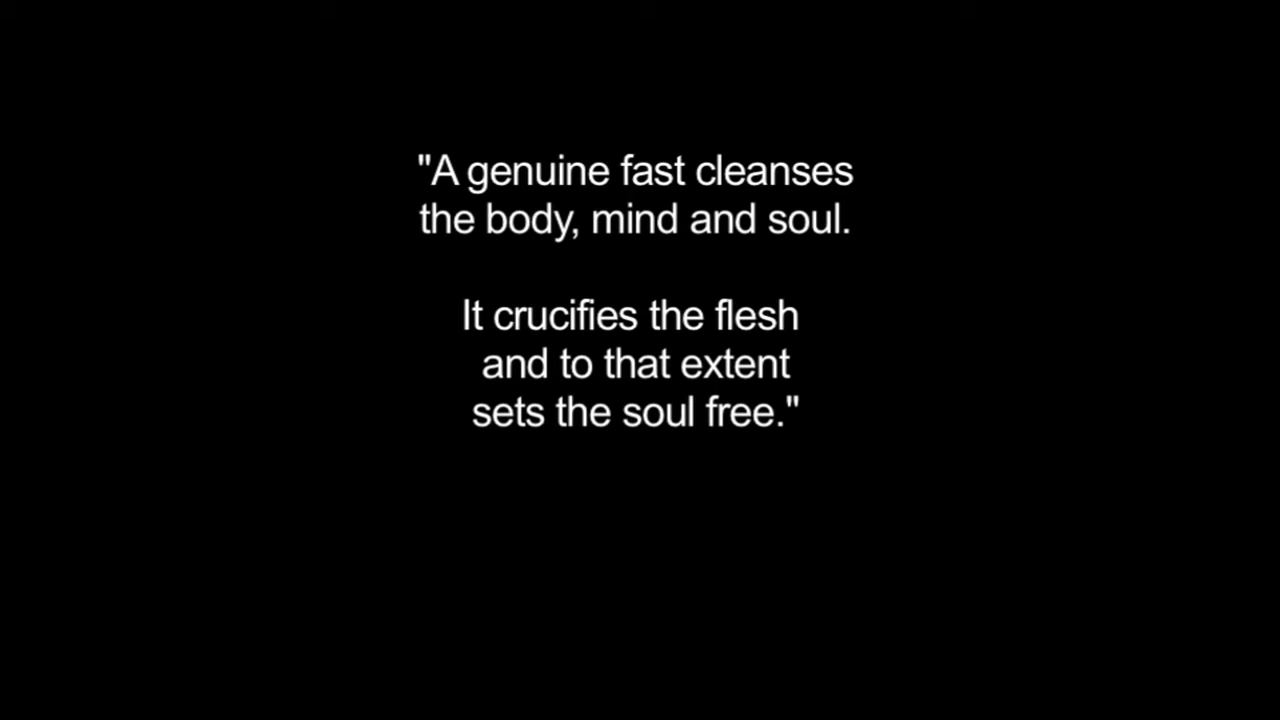 "A genuine fast cleanses
the body, mind and soul.
It crucifies the flesh
and to that extent
sets the soul free."